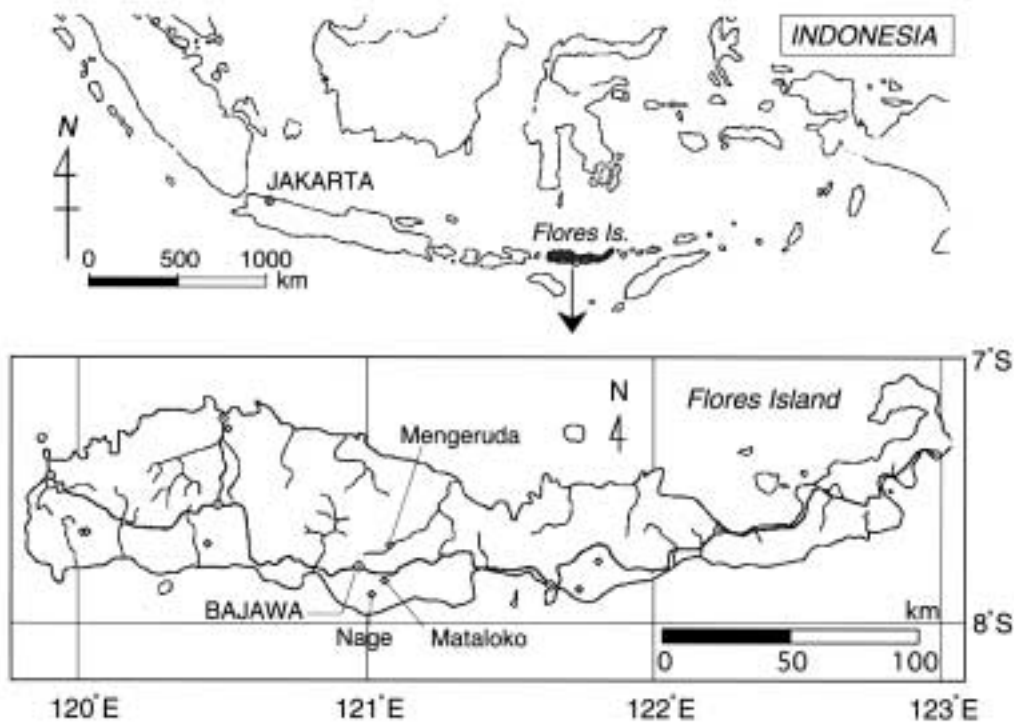 INDONESIA
N
JAKARTA
Flores Is.
0 500 1000
km
7°S
N
Flores Island
Mengeruda
BAJAWA
Nage
Mataloko
km
0 50 100
8°S
120°E 121°E 122°E 123°E